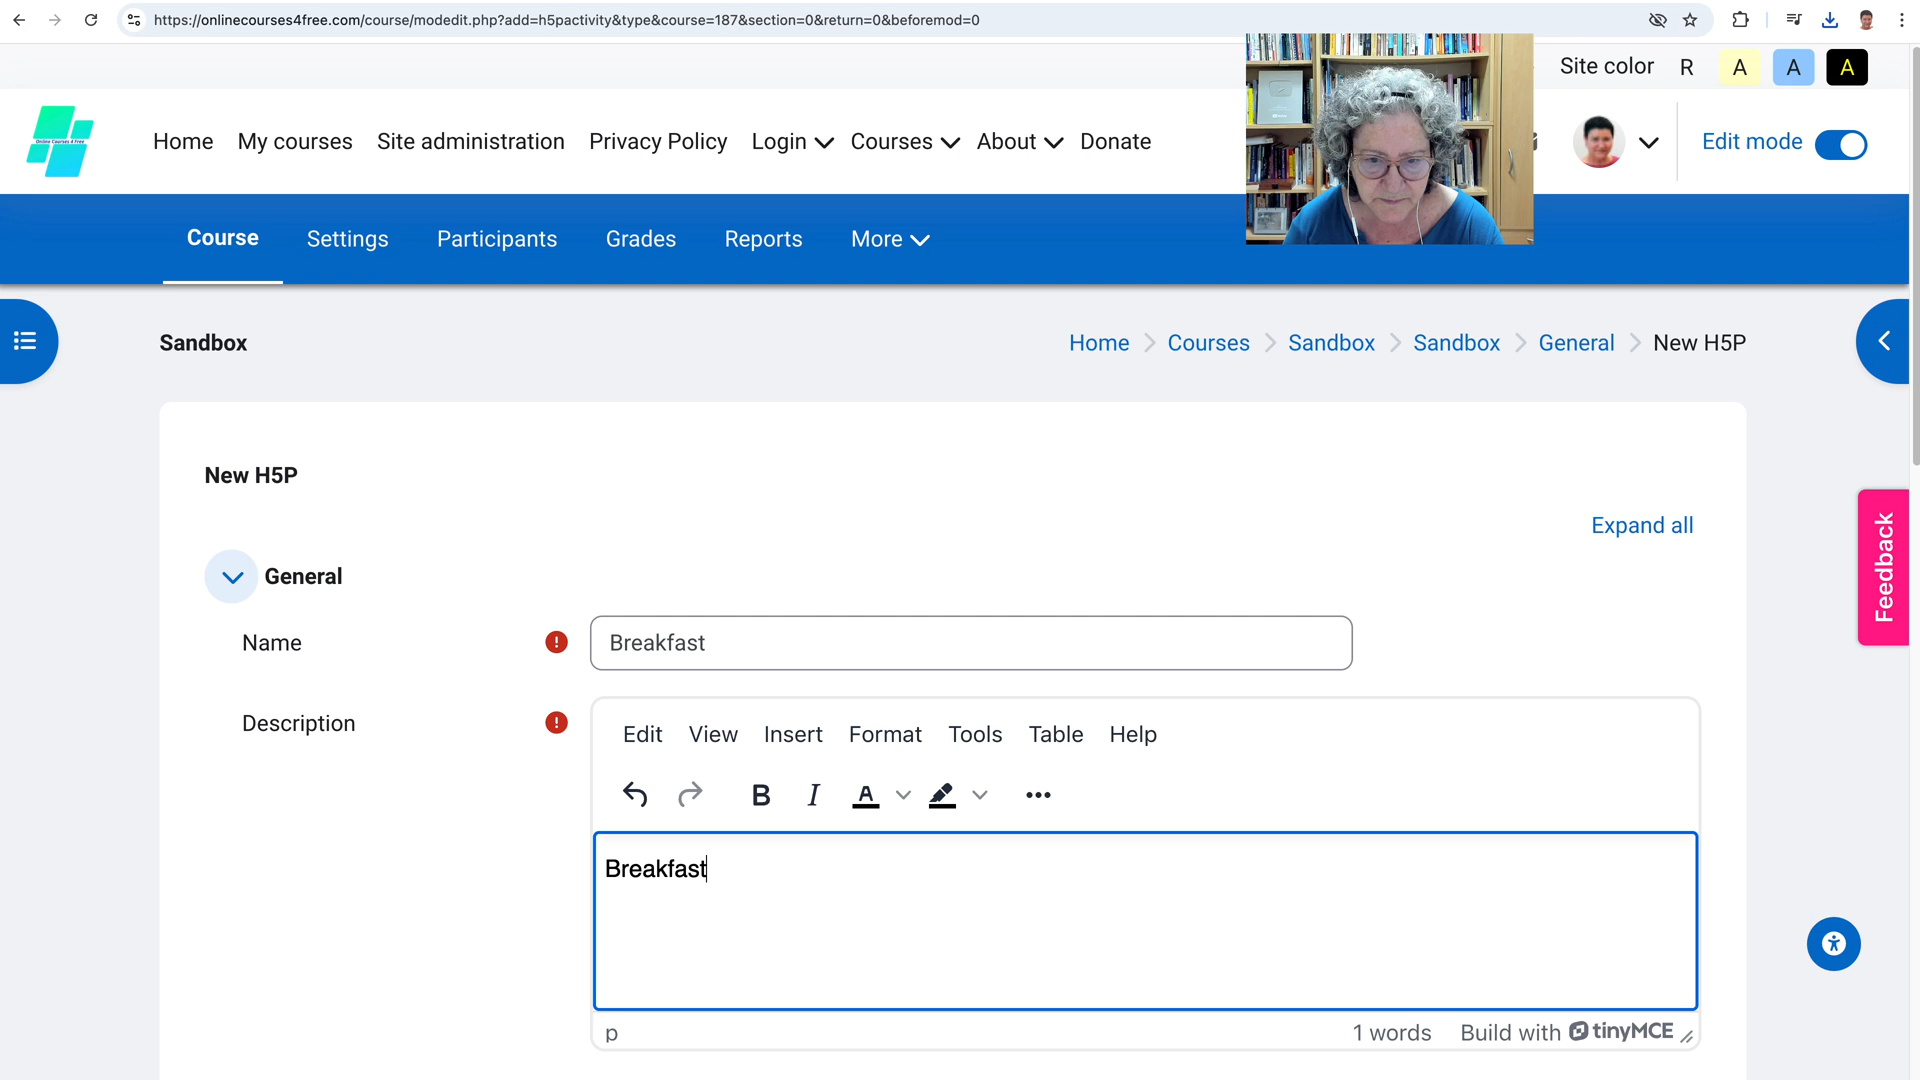 https://onlinecourses4free.com/course/modedit.php?add=h5pactivity&type&course=187&section=0&return=0&beforemod=0
Site color R A A A
Online Courses 4 Free
Home My courses Site administration Privacy Policy Login Courses About Donate
Edit mode
Course Settings Participants Grades Reports More
Sandbox
Home Courses Sandbox Sandbox General New H5P
New H5P
Expand all
Feedback
General
Name
Breakfast
Description
Edit View Insert Format Tools Table Help
B I A
Breakfast
p
1 words Build with tinyMCE